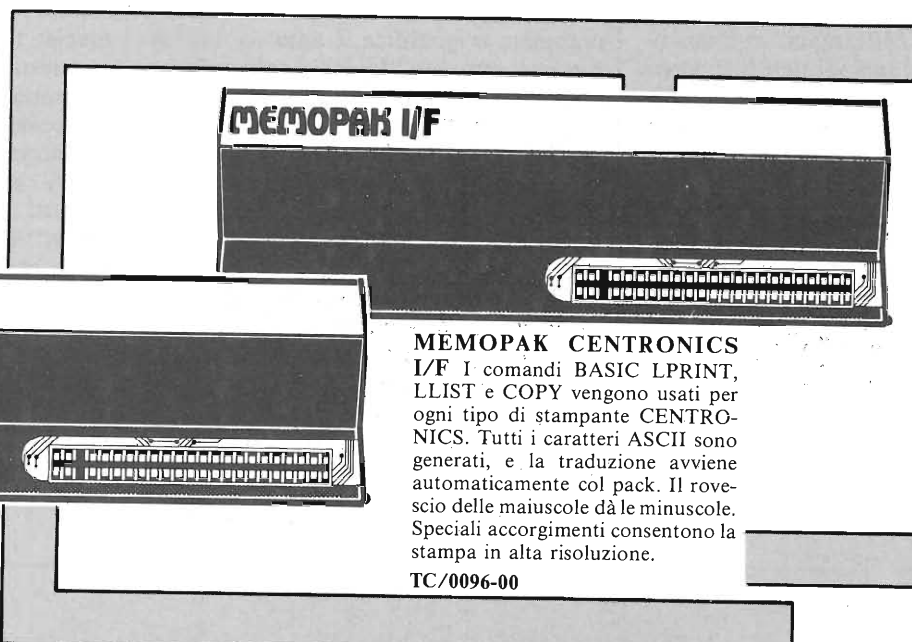 MEMOPAK I/F
MEMOPAK CENTRONICS
I/F I comandi BASIC LPRINT,
LLIST e COPY vengono usati per
ogni tipo di stampante CENTRO-
NICS. Tutti i caratteri ASCII sono
generati, e la traduzione avviene
automaticamente col pack. Il rove-
scio delle maiuscole dà le minuscole.
Speciali accorgimenti consentono la
stampa in alta risoluzione.
TC/0096-00